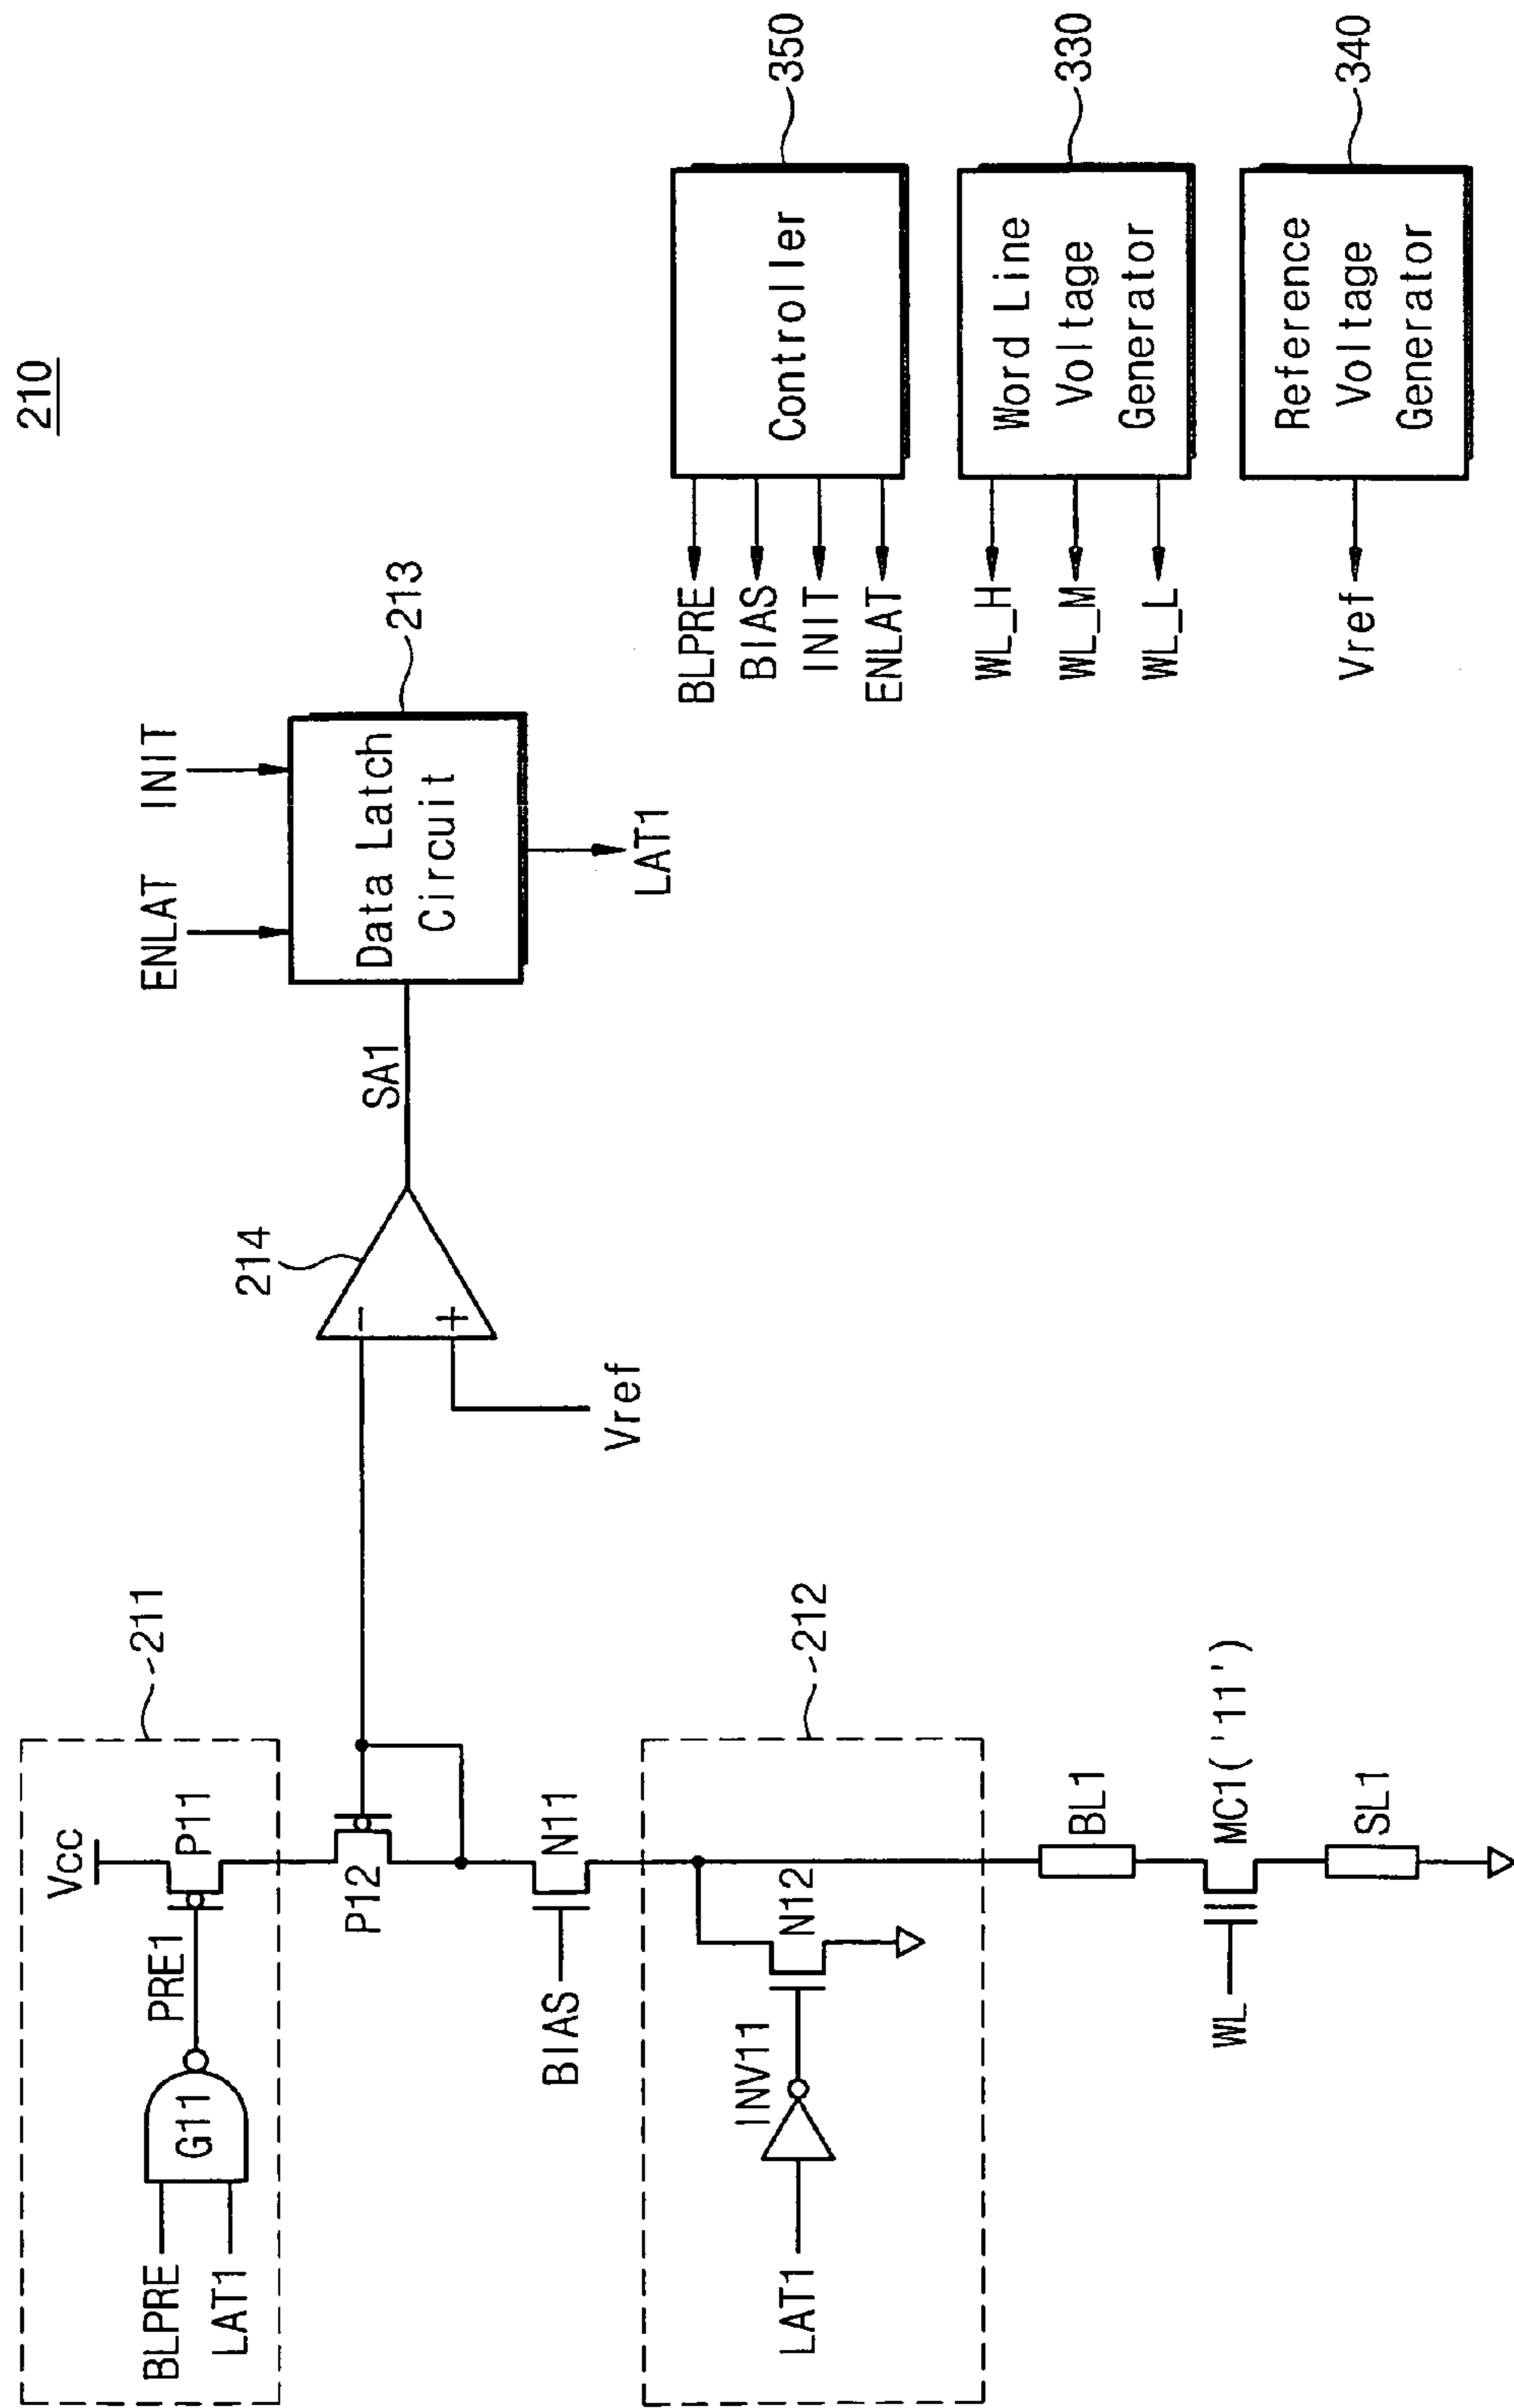 210
Vcc
211
BLPRE
LAT1
G11
PRE1
P11
P12
BIAS
N11
212
LAT1
INV11
N12
BL1
WL
MC1('11')
SL1
214
Vref
-
+
SA1
ENLAT
INIT
213
Data Latch
Circuit
LAT1
BLPRE
BIAS
INIT
ENLAT
Controller
350
WL_H
WL_M
WL_L
Word Line
Voltage
Generator
330
Vref
Reference
Voltage
Generator
340